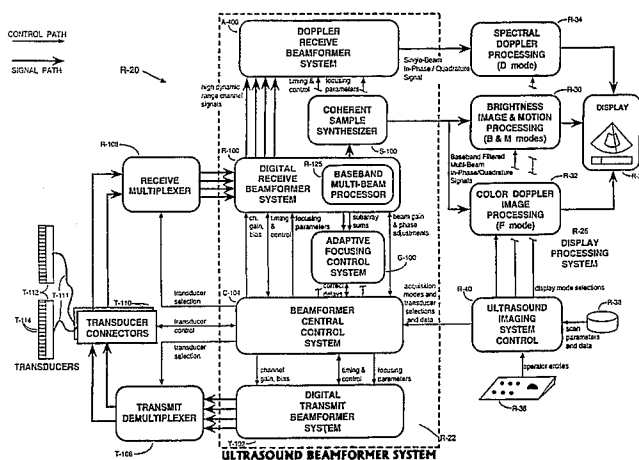 CONTROL PATH
SIGNAL PATH
R-20
A-400
DOPPLER
RECEIVE
BEAMFORMER
SYSTEM
Single-Beam
In-Phase / Quadrature
Signal
R-34
SPECTRAL
DOPPLER
PROCESSING
(D mode)
high dynamic
range channel
signals
timing &
control
focusing
parameters
COHERENT
SAMPLE
SYNTHESIZER
S-100
R-30
BRIGHTNESS
IMAGE & MOTION
PROCESSING
(B & M modes)
DISPLAY
Baseband Filtered
Multi-Beam
In-Phase/Quadrature
Signals
RECEIVE
MULTIPLEXER
R-100
DIGITAL
RECEIVE
BEAMFORMER
SYSTEM
R-125
BASEBAND
MULTI-BEAM
PROCESSOR
R-32
COLOR DOPPLER
IMAGE
PROCESSING
(F mode)
R-26
DISPLAY
PROCESSING
SYSTEM
ch.
gain,
bias
timing
&
control
focusing
parameters
subarray
sums
beam gain &
phase
adjustments
ADAPTIVE
FOCUSING
CONTROL
SYSTEM
G-100
correct
delays
T-112
T-111
T-114
T-110
TRANSDUCER
CONNECTORS
TRANSDUCERS
transducer
selection
transducer
control
transducer
selection
C-104
BEAMFORMER
CENTRAL
CONTROL
SYSTEM
acquisition
modes and
transducer
selections
and data
display mode selections
R-40
ULTRASOUND
IMAGING
SYSTEM
CONTROL
R-38
scan
parameters
and data
operator entries
R-36
channel
gain, bias
timing &
control
focusing
parameters
TRANSMIT
DEMULTIPLEXER
T-106
DIGITAL
TRANSMIT
BEAMFORMER
SYSTEM
T-102
R-22
ULTRASOUND BEAMFORMER SYSTEM